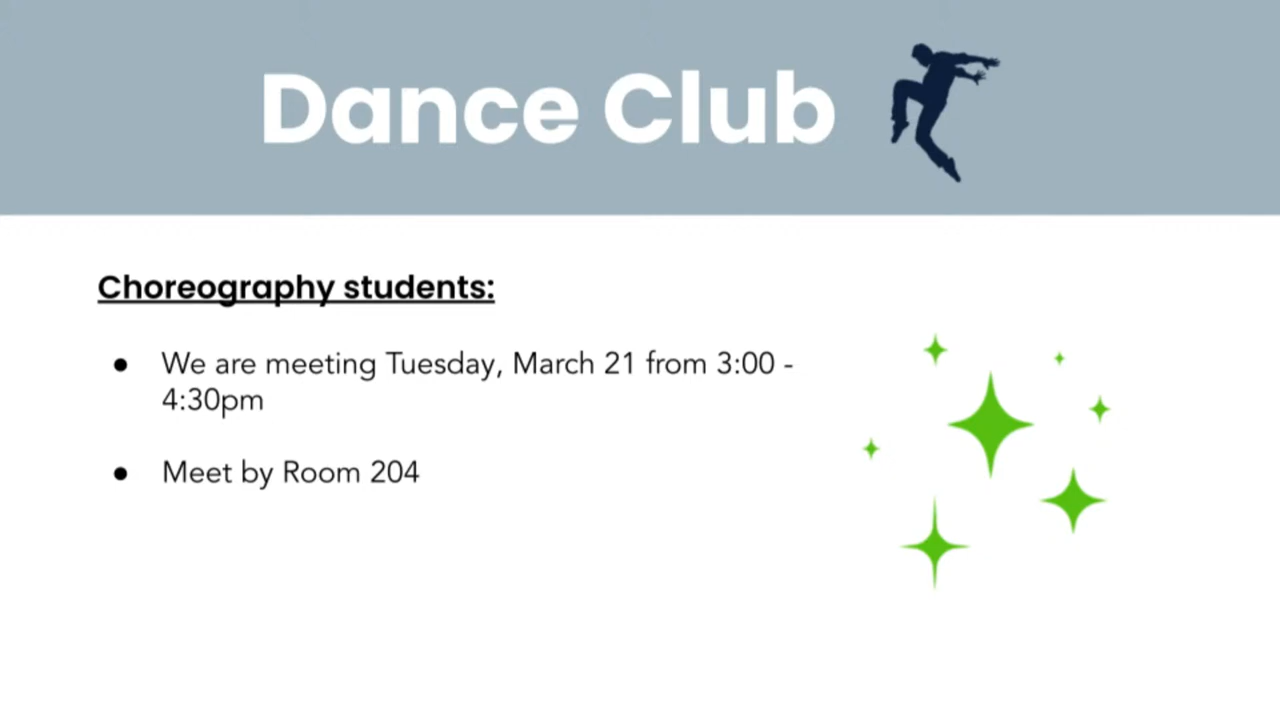 Dance Club
Choreography students:
● We are meeting Tuesday, March 21 from 3:00 -
4:30pm
● Meet by Room 204